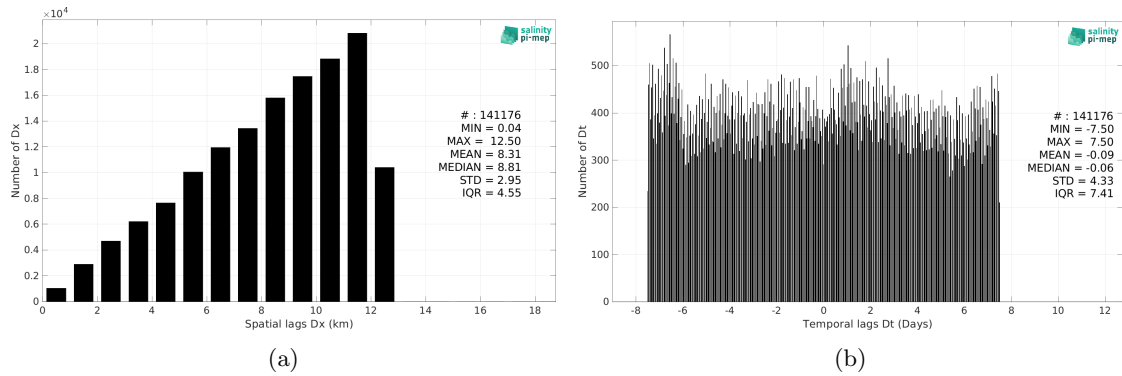 ×10⁴
2
1.8
1.6
1.4
1.2
1
0.8
0.6
0.4
0.2
0
Number of Dx
0 2 4 6 8 10 12 14 16 18
Spatial lags Dx (km)
salinity
pi-mep
# : 141176
MIN = 0.04
MAX = 12.50
MEAN = 8.31
MEDIAN = 8.81
STD = 2.95
IQR = 4.55
(a)
500
400
300
200
100
0
Number of Dt
-8 -6 -4 -2 0 2 4 6 8 10 12
Temporal lags Dt (Days)
salinity
pi-mep
# : 141176
MIN = -7.50
MAX = 7.50
MEAN = -0.09
MEDIAN = -0.06
STD = 4.33
IQR = 7.41
(b)